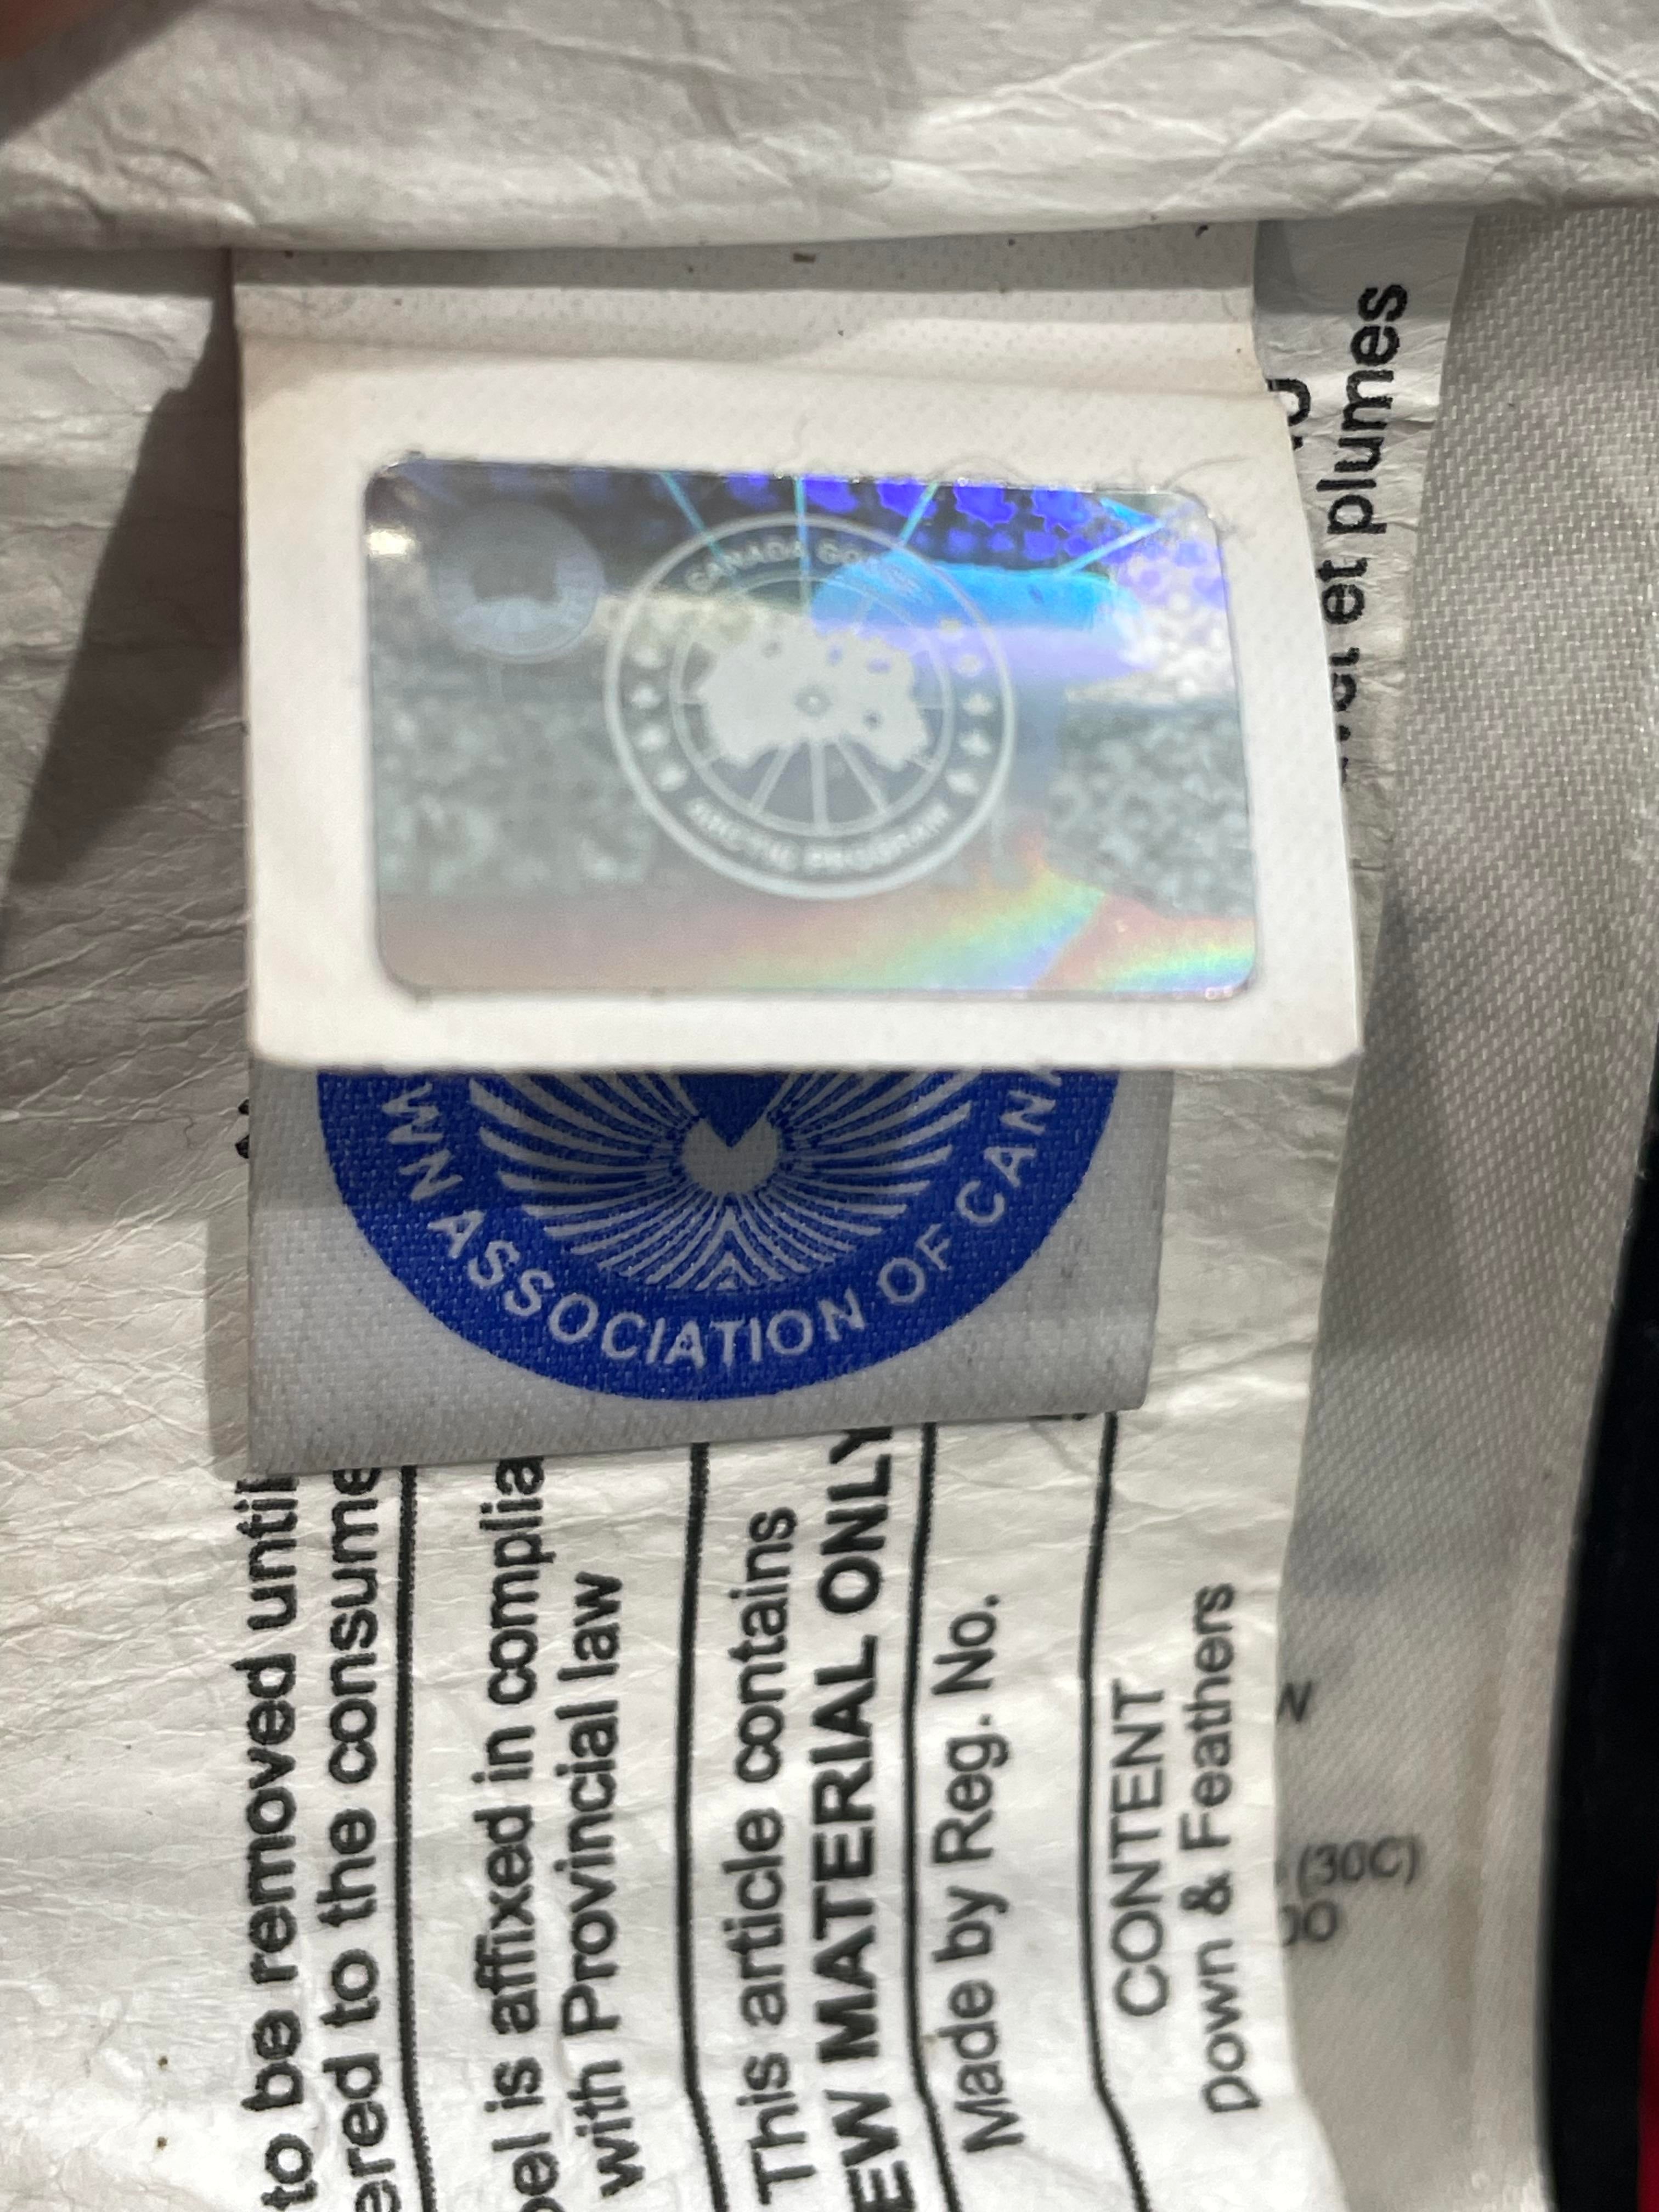 CANADA GOOSE
ARCTIC PROGRAM
WN ASSOCIATION OF CANA
to be removed until
ered to the consume
el is affixed in complia
with Provincial law
This article contains
EW MATERIAL ONLY
Made by Reg. No.
CONTENT
Down & Feathers
et plumes
(30C)